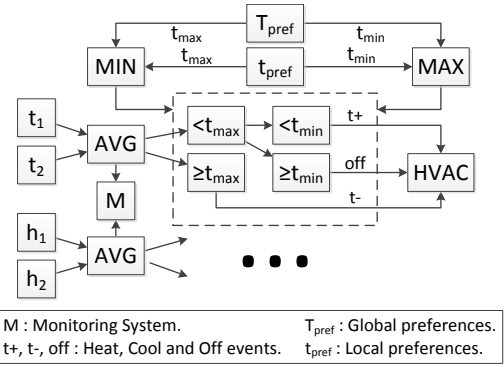 t_max T_pref t_min
MIN t_max t_pref t_min MAX
t_1 <t_max <t_min t+
t_2 AVG
≥t_max ≥t_min off HVAC
M t-
h_1
h_2 AVG
M : Monitoring System. T_pref : Global preferences.
t+, t-, off : Heat, Cool and Off events. t_pref : Local preferences.